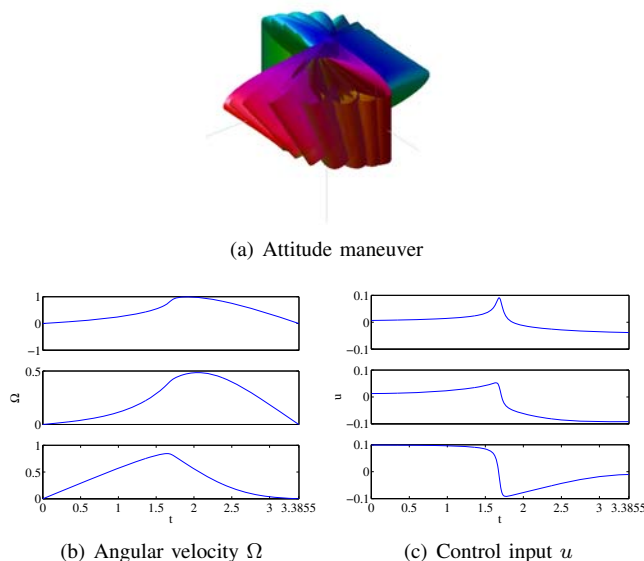 (a) Attitude maneuver
1
0
−1
0.5
Ω
0
1
0.5
0
0 0.5 1 1.5 2 2.5 3 3.3855
t
(b) Angular velocity Ω
0.1
0
−0.1
0.1
u
0
−0.1
0.1
0
−0.1
0 0.5 1 1.5 2 2.5 3 3.3855
t
(c) Control input u